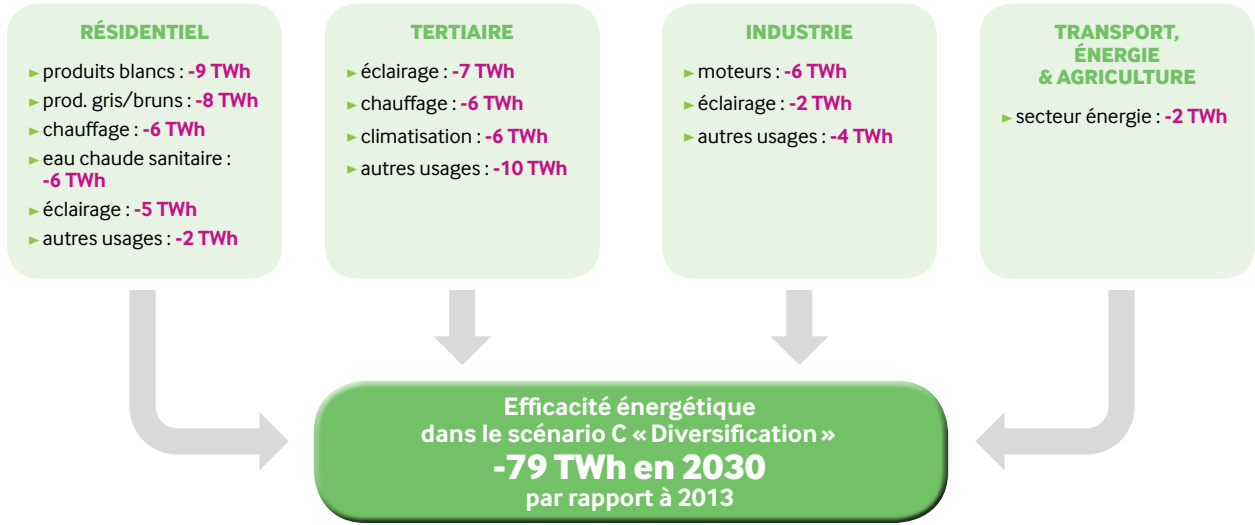 RÉSIDENTIEL
► produits blancs : -9 TWh
► prod. gris/bruns : -8 TWh
► chauffage : -6 TWh
► eau chaude sanitaire :
-6 TWh
► éclairage : -5 TWh
► autres usages : -2 TWh
TERTIAIRE
► éclairage : -7 TWh
► chauffage : -6 TWh
► climatisation : -6 TWh
► autres usages : -10 TWh
INDUSTRIE
► moteurs : -6 TWh
► éclairage : -2 TWh
► autres usages : -4 TWh
TRANSPORT,
ÉNERGIE
& AGRICULTURE
► secteur énergie : -2 TWh
Efficacité énergétique
dans le scénario C « Diversification »
-79 TWh en 2030
par rapport à 2013